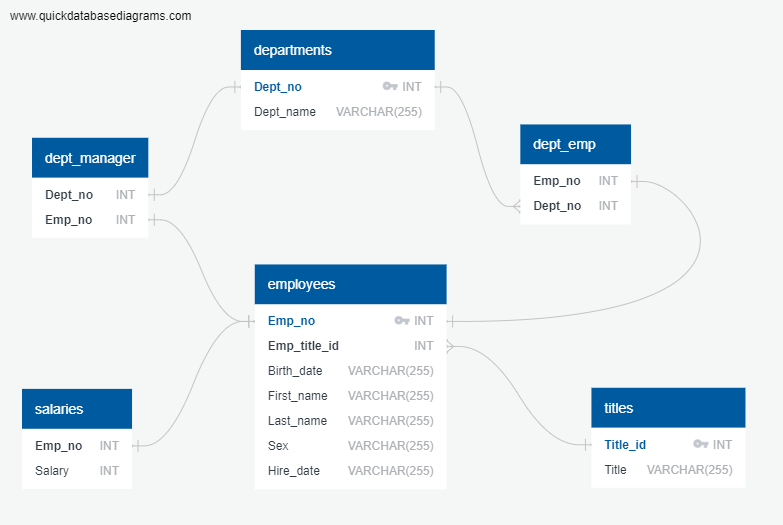 www.quickdatabasediagrams.com
departments
Dept_no INT
Dept_name VARCHAR(255)
dept_manager
Dept_no INT
Emp_no INT
dept_emp
Emp_no INT
Dept_no INT
employees
Emp_no INT
Emp_title_id INT
Birth_date VARCHAR(255)
First_name VARCHAR(255)
Last_name VARCHAR(255)
Sex VARCHAR(255)
Hire_date VARCHAR(255)
salaries
Emp_no INT
Salary INT
titles
Title_id INT
Title VARCHAR(255)